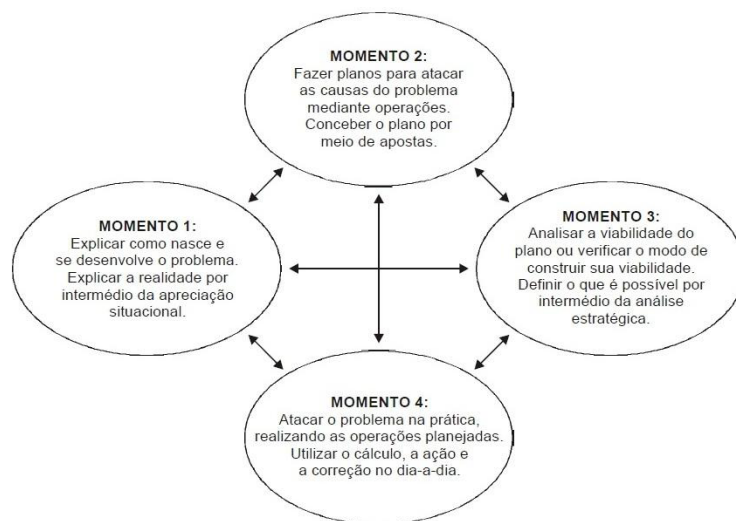 MOMENTO 2:
Fazer planos para atacar
as causas do problema
mediante operações.
Conceber o plano por
meio de apostas.
MOMENTO 1:
Explicar como nasce e
se desenvolve o problema.
Explicar a realidade por
intermédio da apreciação
situacional.
MOMENTO 3:
Analisar a viabilidade do
plano ou verificar o modo de
construir sua viabilidade.
Definir o que é possível por
intermédio da análise
estratégica.
MOMENTO 4:
Atacar o problema na prática,
realizando as operações planejadas.
Utilizar o cálculo, a ação e
a correção no dia-a-dia.